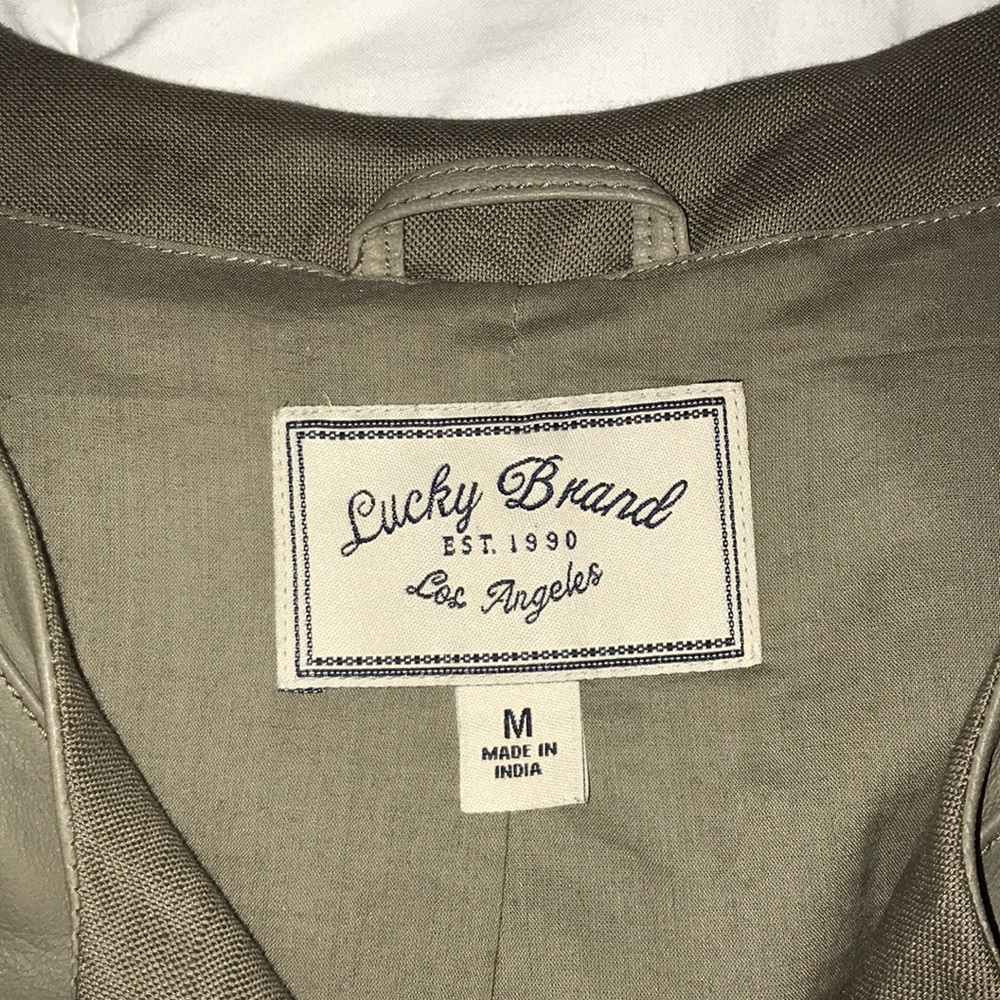 Lucky Brand
EST. 1990
Los Angeles
M
MADE IN
INDIA